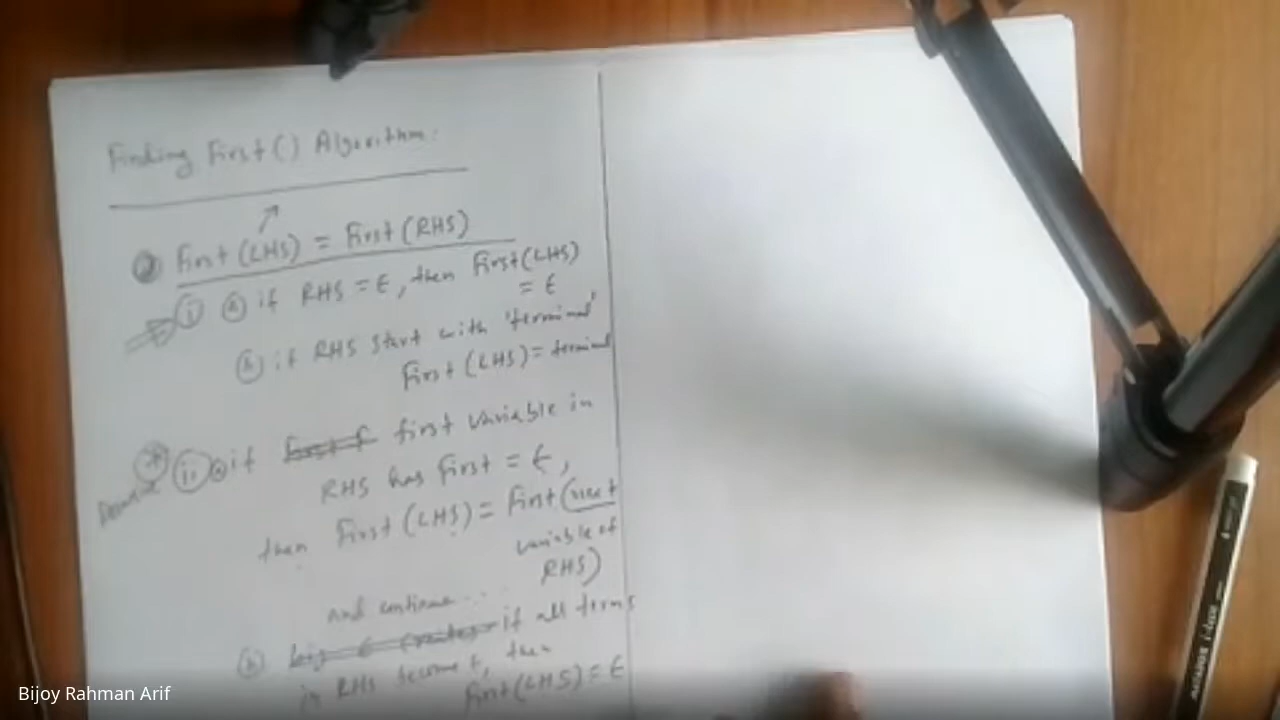 Finding First() Algorithm:
First(LHS) = First(RHS)
i) a) if RHS = ε, then First(LHS)
= ε
b) if RHS start with 'terminal'
First(LHS) = terminal
ii) a) if first variable in
RHS has First = ε,
then First(LHS) = First(next
variable of
RHS)
and continue....
b) if all terms
in RHS become ε, then
First(LHS) = ε
Bijoy Rahman Arif